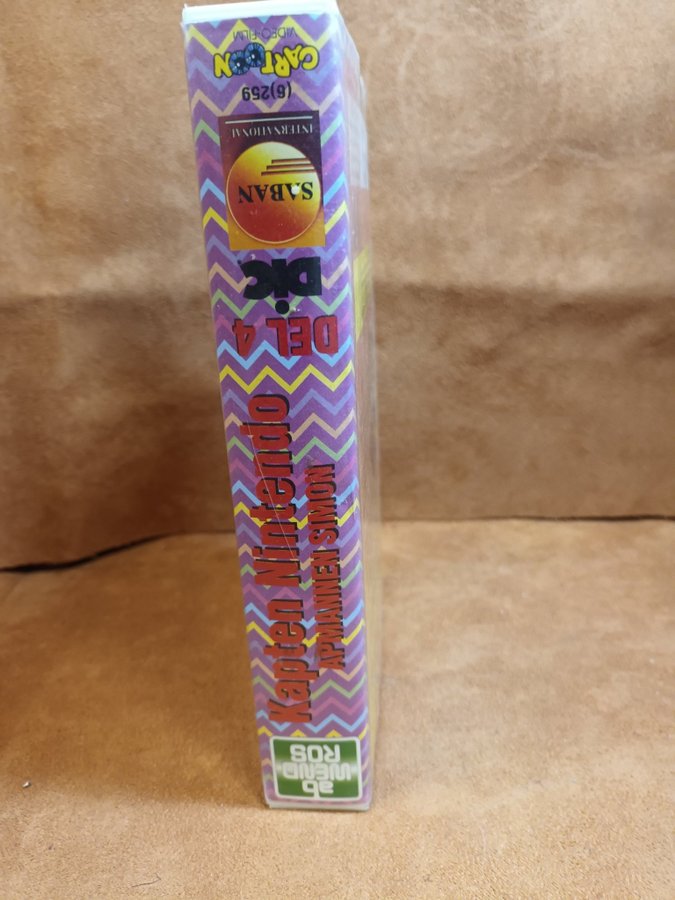 ab
WEND
ROS
Kapten Nintendo
APMANNEN SIMON
DEL 4
DIC
SABAN
INTERNATIONAL
(6)259
CARTOON
VIDEO-FILM